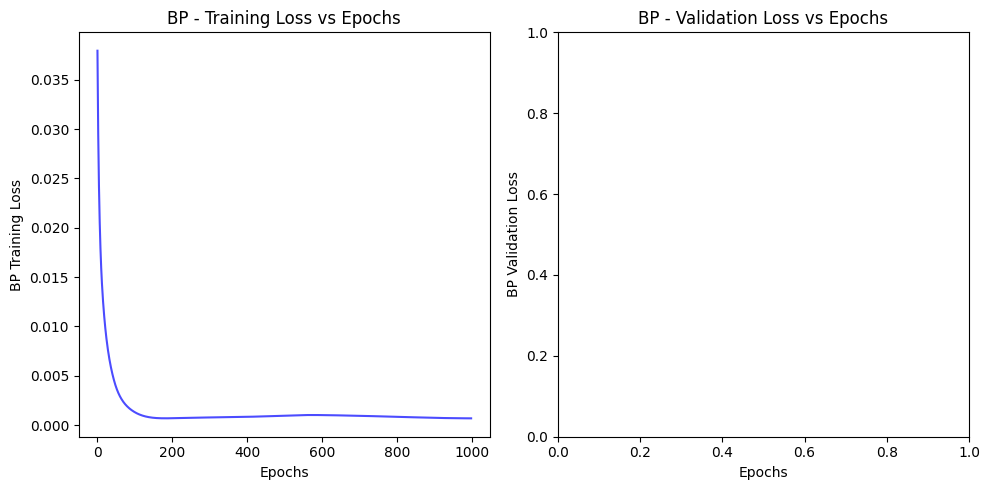 BP - Training Loss vs Epochs
BP Training Loss
0.035
0.030
0.025
0.020
0.015
0.010
0.005
0.000
0 200 400 600 800 1000
Epochs
BP - Validation Loss vs Epochs
BP Validation Loss
1.0
0.8
0.6
0.4
0.2
0.0
0.0 0.2 0.4 0.6 0.8 1.0
Epochs